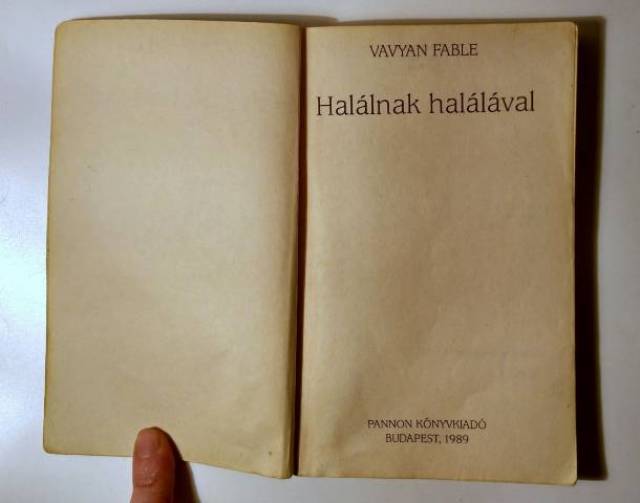 VAVYAN FABLE
Halálnak halálával
PANNON KÖNYVKIADÓ
BUDAPEST, 1989